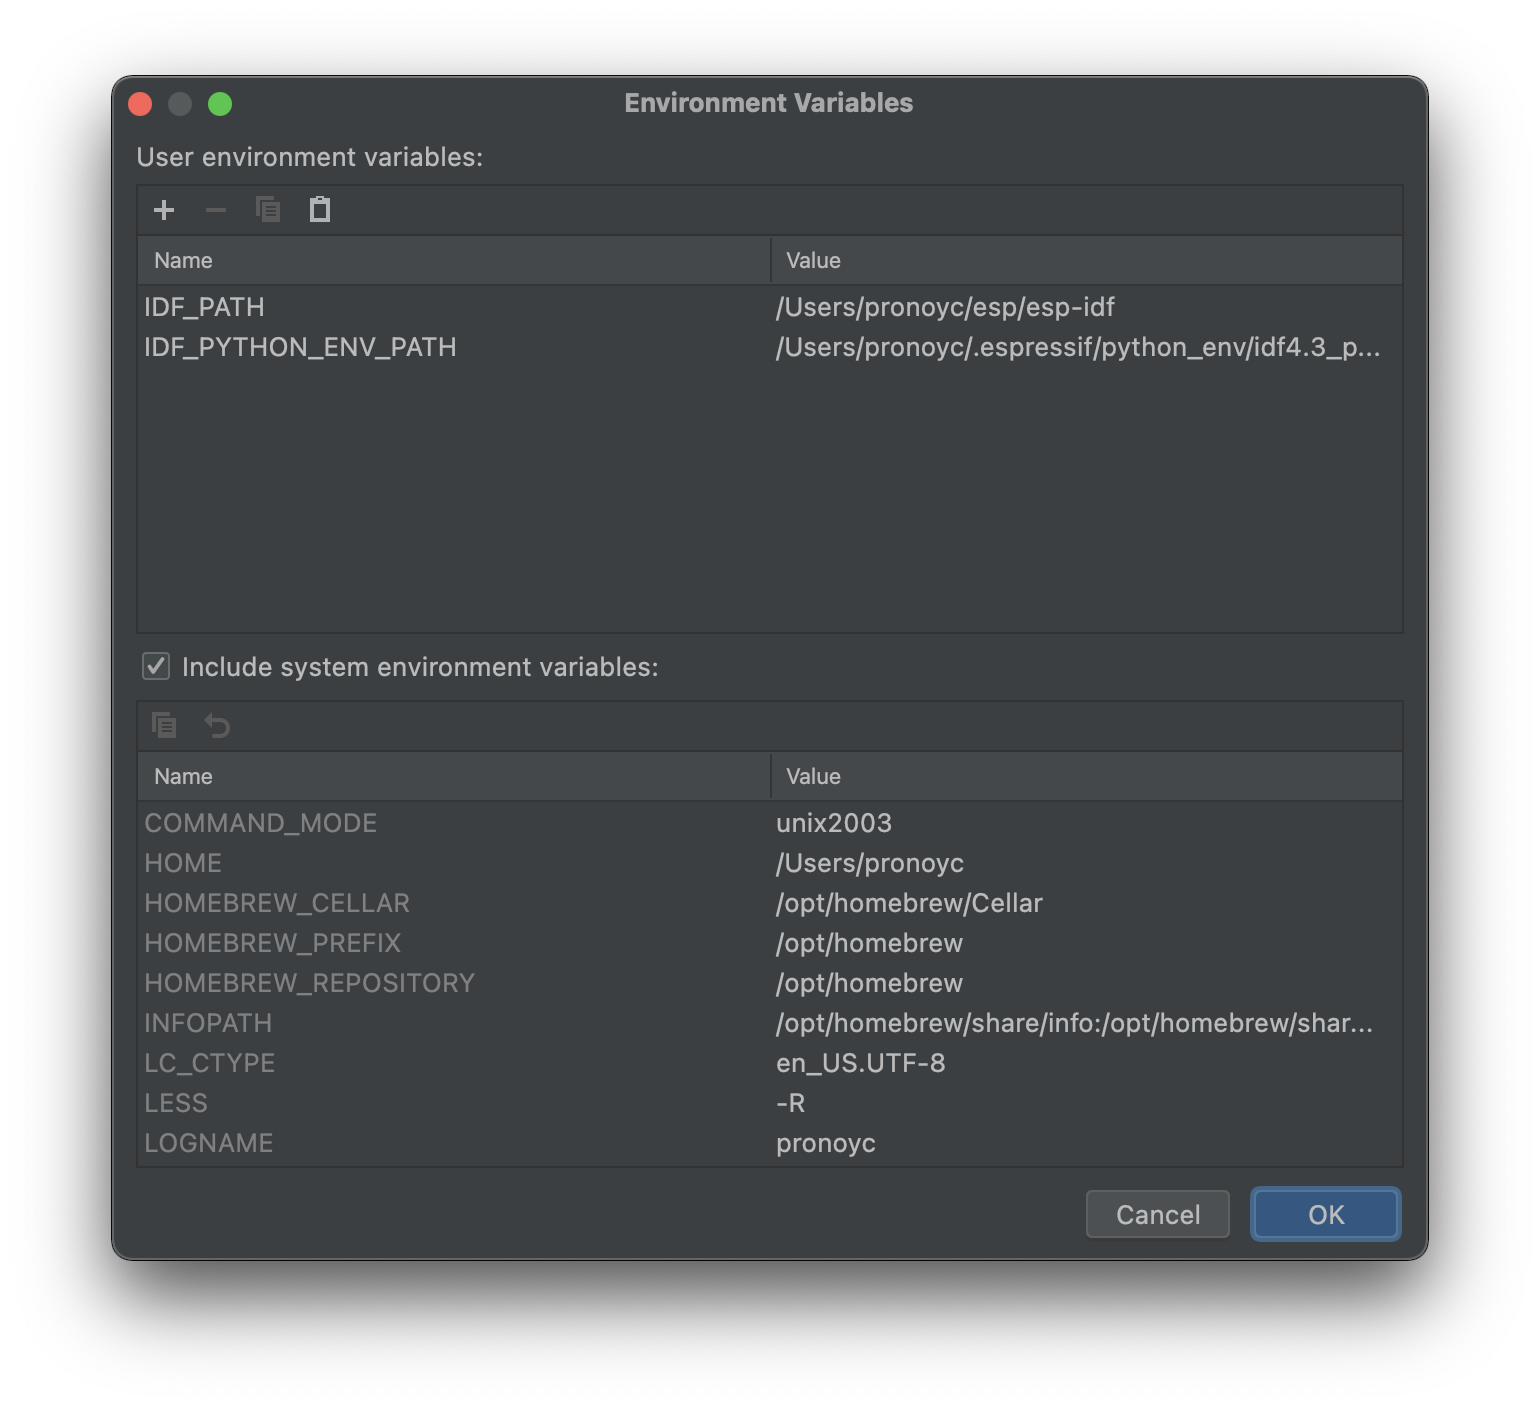 Environment Variables
User environment variables:
Name Value
IDF_PATH /Users/pronoyc/esp/esp-idf
IDF_PYTHON_ENV_PATH /Users/pronoyc/.espressif/python_env/idf4.3_p...
Include system environment variables:
Name Value
COMMAND_MODE unix2003
HOME /Users/pronoyc
HOMEBREW_CELLAR /opt/homebrew/Cellar
HOMEBREW_PREFIX /opt/homebrew
HOMEBREW_REPOSITORY /opt/homebrew
INFOPATH /opt/homebrew/share/info:/opt/homebrew/shar...
LC_CTYPE en_US.UTF-8
LESS -R
LOGNAME pronoyc
Cancel OK